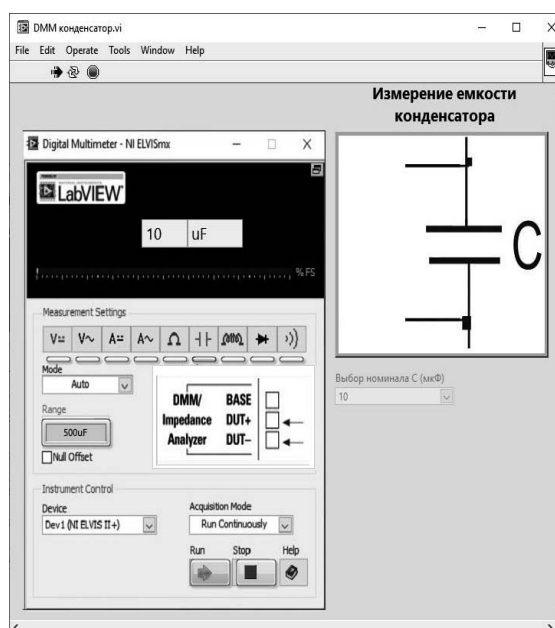 DMM конденсатор.vi
File Edit Operate Tools Window Help
Измерение емкости
конденсатора
Digital Multimeter - NI ELVISmx
LabVIEW
10 uF
% FS
C
Measurement Settings
V= V~ A= A~ Ω
Mode
Auto
Range
500uF
Null Offset
DMM/ BASE
Impedance DUT+
Analyzer DUT−
Выбор номинала C (мкФ)
10
Instrument Control
Device Acquisition Mode
Dev1 (NI ELVIS II+) Run Continuously
Run Stop Help